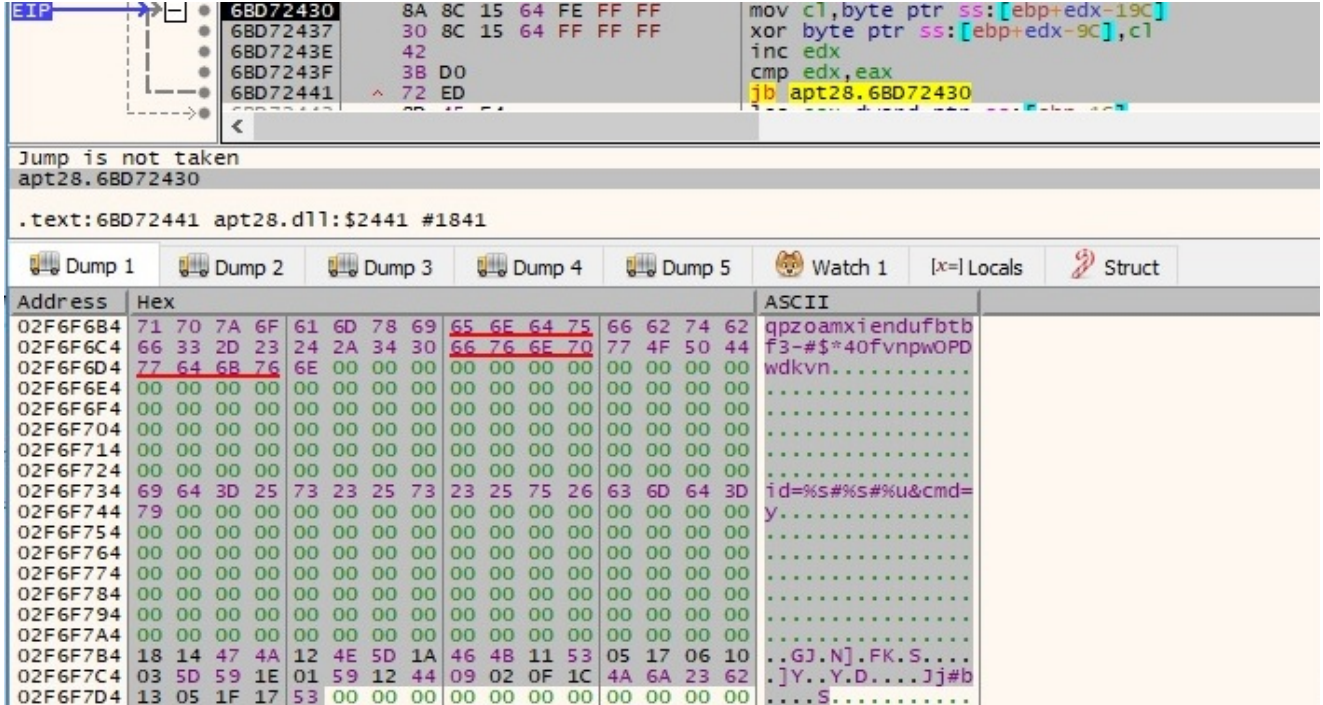 EIP
6BD72430 8A 8C 15 64 FE FF FF mov cl,byte ptr ss:[ebp+edx-19C]
6BD72437 30 8C 15 64 FF FF FF xor byte ptr ss:[ebp+edx-9C],cl
6BD7243E 42 inc edx
6BD7243F 3B D0 cmp edx,eax
6BD72441 72 ED jb apt28.6BD72430
Jump is not taken
apt28.6BD72430
.text:6BD72441 apt28.dll:$2441 #1841
Dump 1 Dump 2 Dump 3 Dump 4 Dump 5 Watch 1 [x=] Locals Struct
Address Hex ASCII
02F6F6B4 71 70 7A 6F 61 6D 78 69 65 6E 64 75 66 62 74 62 qpzoamxiendufbtb
02F6F6C4 66 33 2D 23 24 2A 34 30 66 76 6E 70 77 4F 50 44 f3-#$*40fvnpwOPD
02F6F6D4 77 64 6B 76 6E 00 00 00 00 00 00 00 00 00 00 00 wdkvn...........
02F6F6E4 00 00 00 00 00 00 00 00 00 00 00 00 00 00 00 00 ................
02F6F6F4 00 00 00 00 00 00 00 00 00 00 00 00 00 00 00 00 ................
02F6F704 00 00 00 00 00 00 00 00 00 00 00 00 00 00 00 00 ................
02F6F714 00 00 00 00 00 00 00 00 00 00 00 00 00 00 00 00 ................
02F6F724 00 00 00 00 00 00 00 00 00 00 00 00 00 00 00 00 ................
02F6F734 69 64 3D 25 73 23 25 73 23 25 75 26 63 6D 64 3D id=%s#%s#%u&cmd=
02F6F744 79 00 00 00 00 00 00 00 00 00 00 00 00 00 00 00 y...............
02F6F754 00 00 00 00 00 00 00 00 00 00 00 00 00 00 00 00 ................
02F6F764 00 00 00 00 00 00 00 00 00 00 00 00 00 00 00 00 ................
02F6F774 00 00 00 00 00 00 00 00 00 00 00 00 00 00 00 00 ................
02F6F784 00 00 00 00 00 00 00 00 00 00 00 00 00 00 00 00 ................
02F6F794 00 00 00 00 00 00 00 00 00 00 00 00 00 00 00 00 ................
02F6F7A4 00 00 00 00 00 00 00 00 00 00 00 00 00 00 00 00 ................
02F6F7B4 18 14 47 4A 12 4E 5D 1A 46 4B 11 53 05 17 06 10 ..GJ.N].FK.S....
02F6F7C4 03 5D 59 1E 01 59 12 44 09 02 0F 1C 4A 6A 23 62 .]Y..Y.D....Jj#b
02F6F7D4 13 05 1F 17 53 00 00 00 00 00 00 00 00 00 00 00 ....S...........